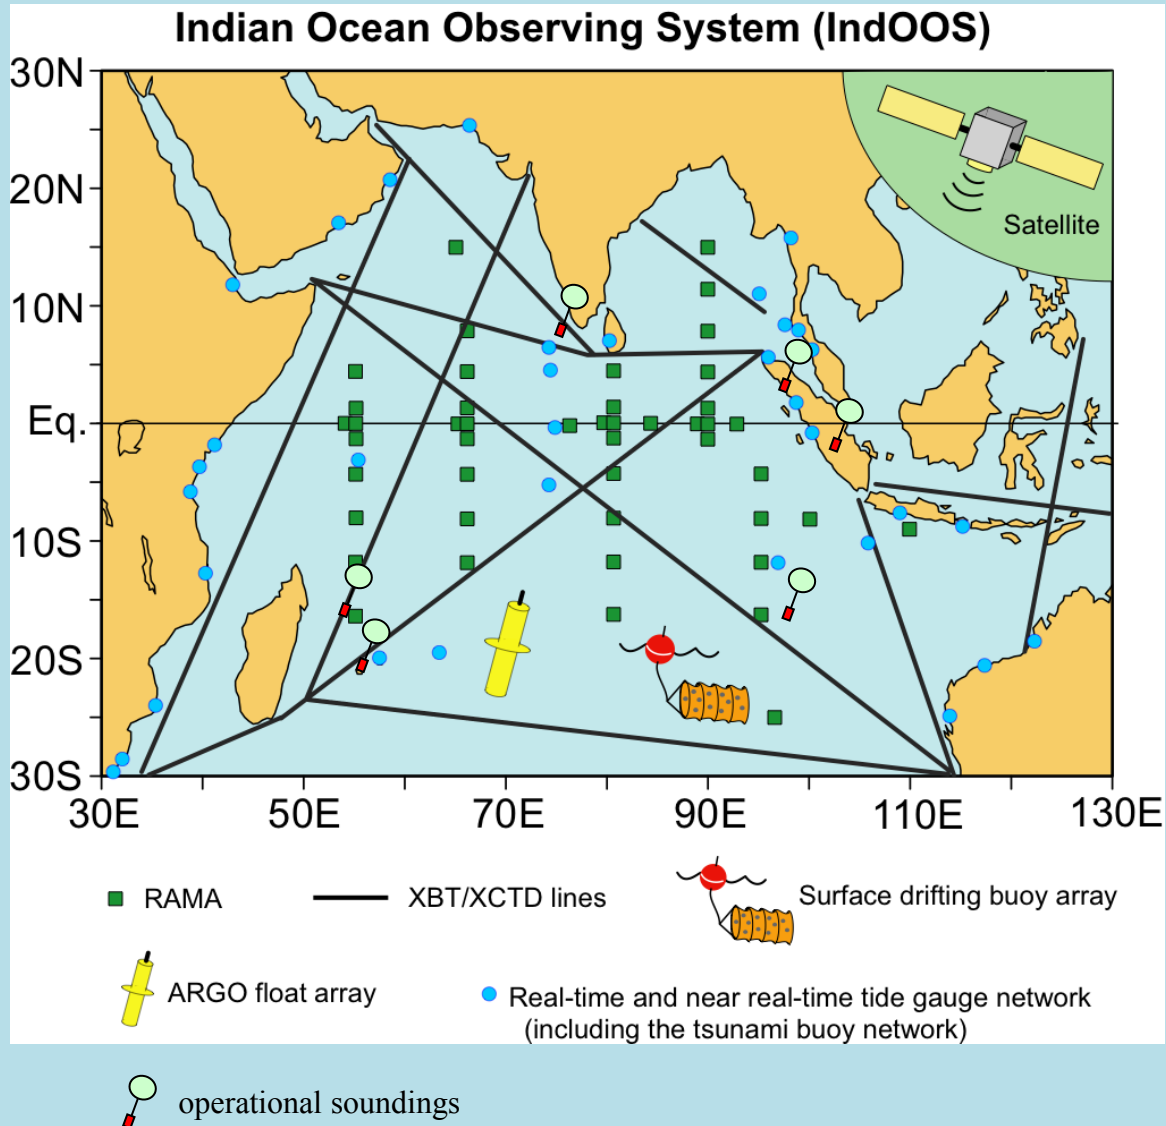 Indian Ocean Observing System (IndOOS)
30N
20N
10N
Eq.
10S
20S
30S
Satellite
30E 50E 70E 90E 110E 130E
RAMA XBT/XCTD lines Surface drifting buoy array
ARGO float array Real-time and near real-time tide gauge network
(including the tsunami buoy network)
operational soundings